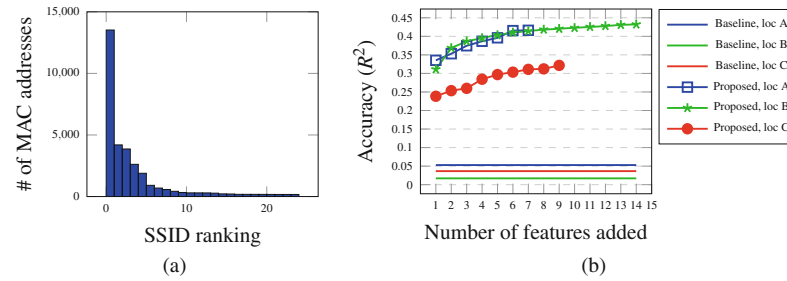 15,000
10,000
5,000
0
# of MAC addresses
0 10 20
SSID ranking
(a)
0.45
0.4
0.35
0.3
0.25
0.2
0.15
0.1
0.05
0
Accuracy (R²)
1 2 3 4 5 6 7 8 9 10 11 12 13 14 15
Number of features added
(b)
Baseline, loc A
Baseline, loc B
Baseline, loc C
Proposed, loc A
Proposed, loc B
Proposed, loc C